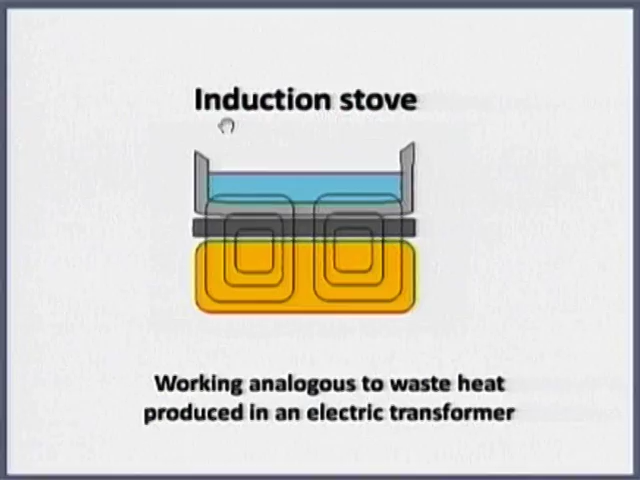 Induction stove
Working analogous to waste heat
produced in an electric transformer